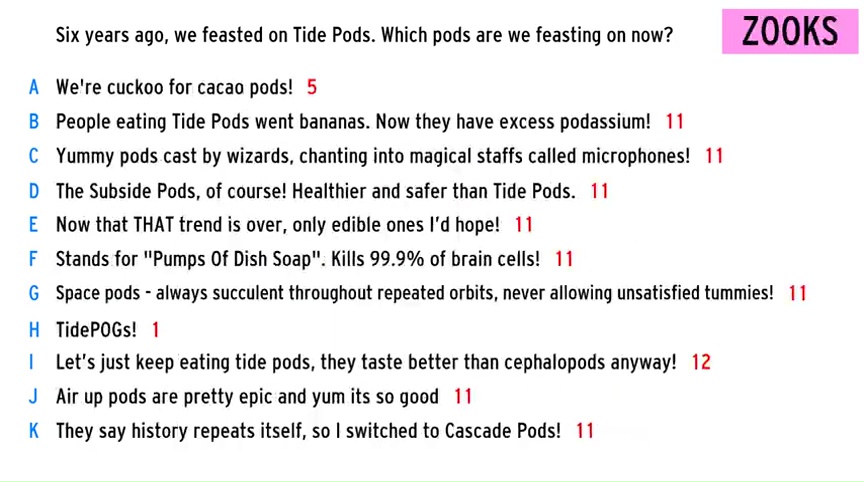 Six years ago, we feasted on Tide Pods. Which pods are we feasting on now?
ZOOKS
A We're cuckoo for cacao pods! 5
B People eating Tide Pods went bananas. Now they have excess podassium! 11
C Yummy pods cast by wizards, chanting into magical staffs called microphones! 11
D The Subside Pods, of course! Healthier and safer than Tide Pods. 11
E Now that THAT trend is over, only edible ones I'd hope! 11
F Stands for "Pumps Of Dish Soap". Kills 99.9% of brain cells! 11
G Space pods - always succulent throughout repeated orbits, never allowing unsatisfied tummies! 11
H TidePOGs! 1
I Let's just keep eating tide pods, they taste better than cephalopods anyway! 12
J Air up pods are pretty epic and yum its so good 11
K They say history repeats itself, so I switched to Cascade Pods! 11